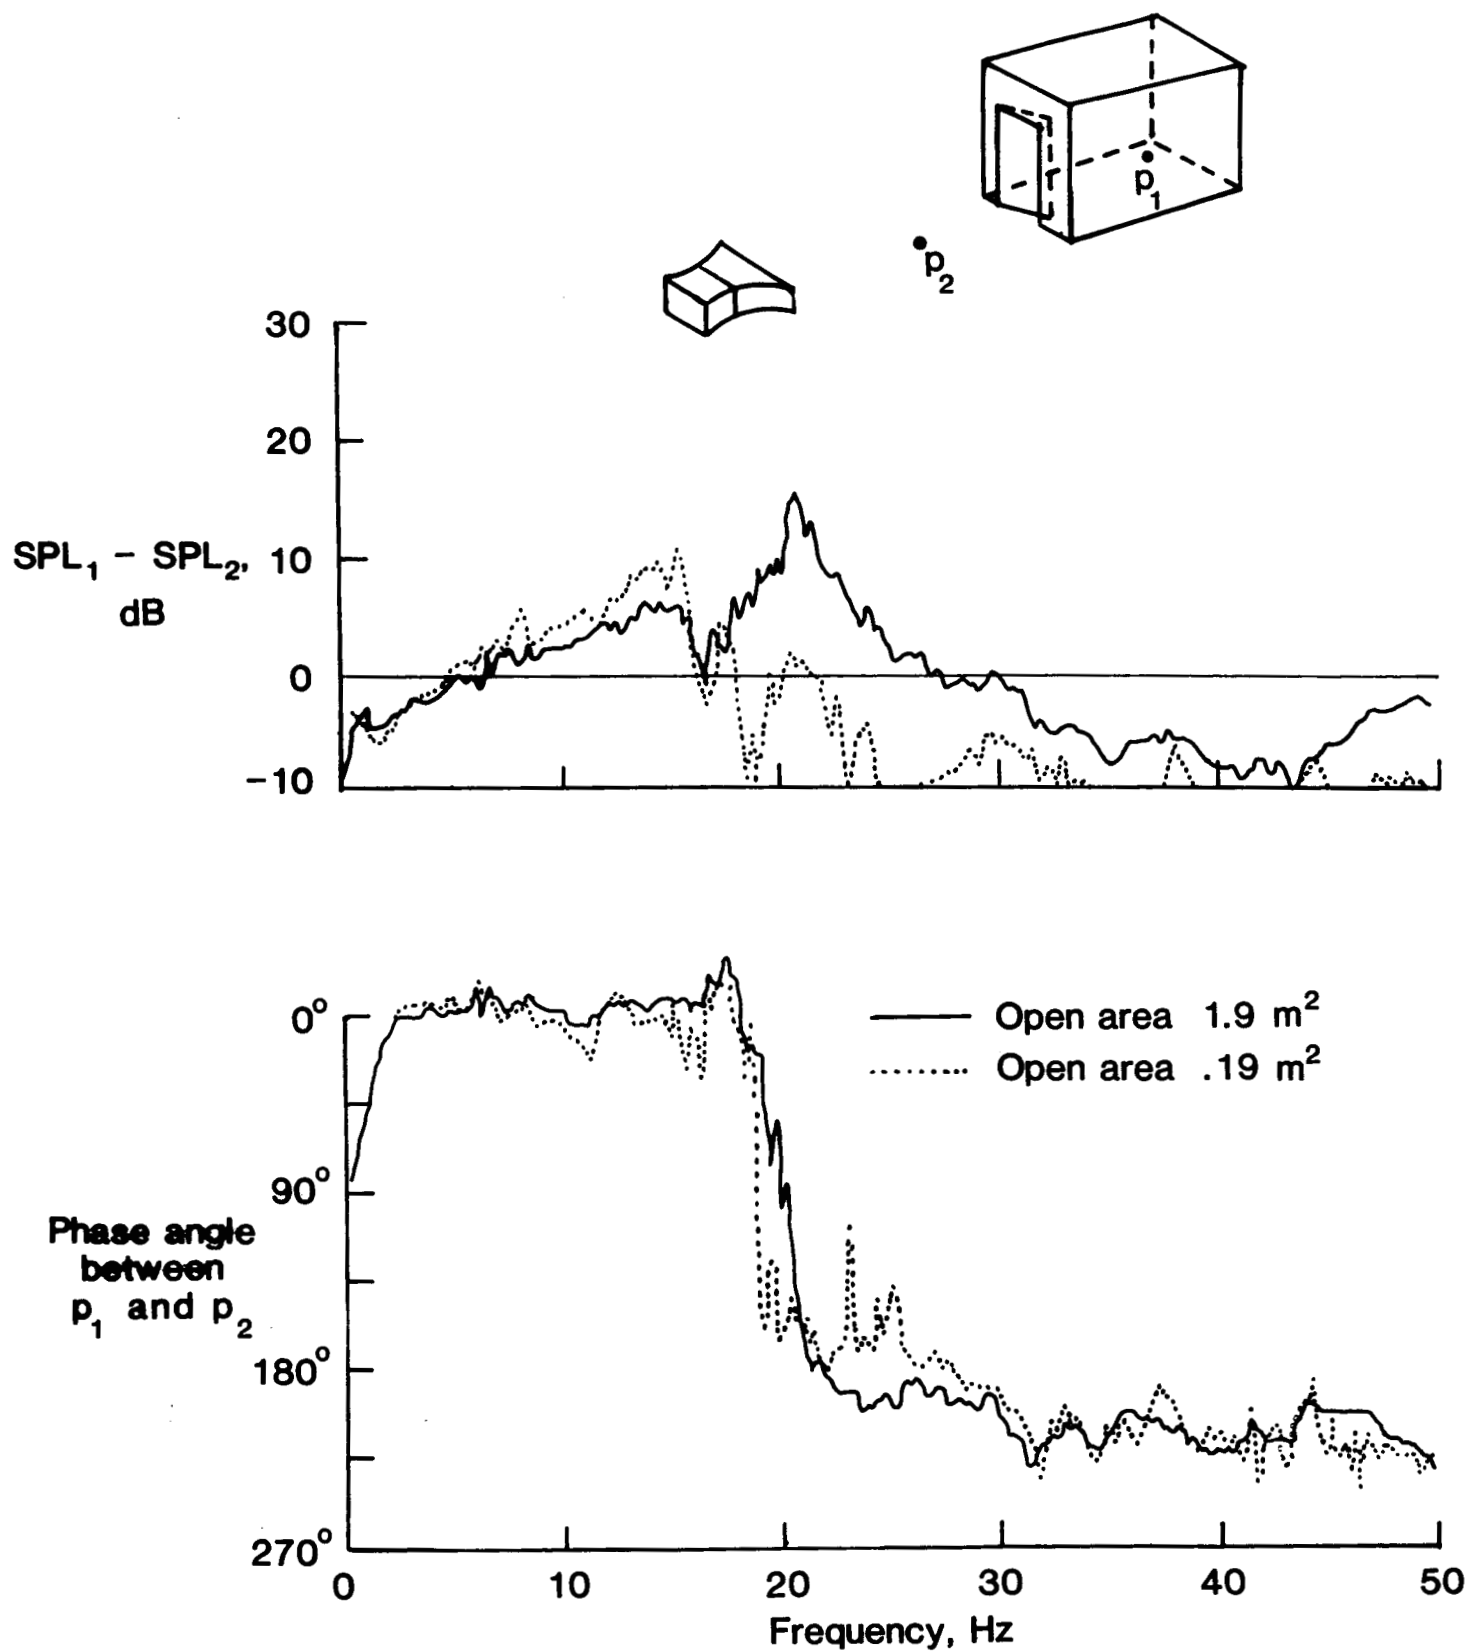 p1
p2
30
20
10
0
-10
SPL1 - SPL2,
dB
0°
90°
180°
270°
Phase angle
between
p1 and p2
Open area 1.9 m²
Open area .19 m²
0 10 20 30 40 50
Frequency, Hz